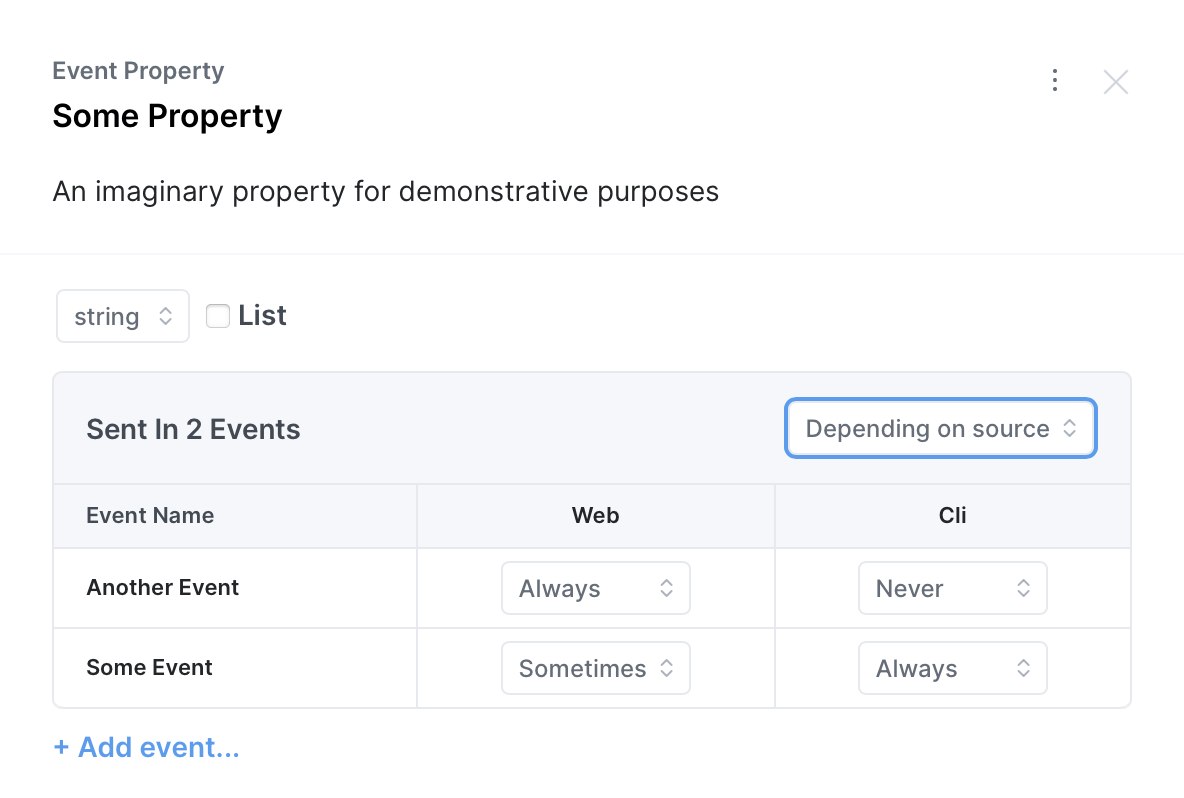 Event Property
Some Property
An imaginary property for demonstrative purposes
string List
Sent In 2 Events Depending on source
Event Name Web Cli
Another Event Always Never
Some Event Sometimes Always
+ Add event...